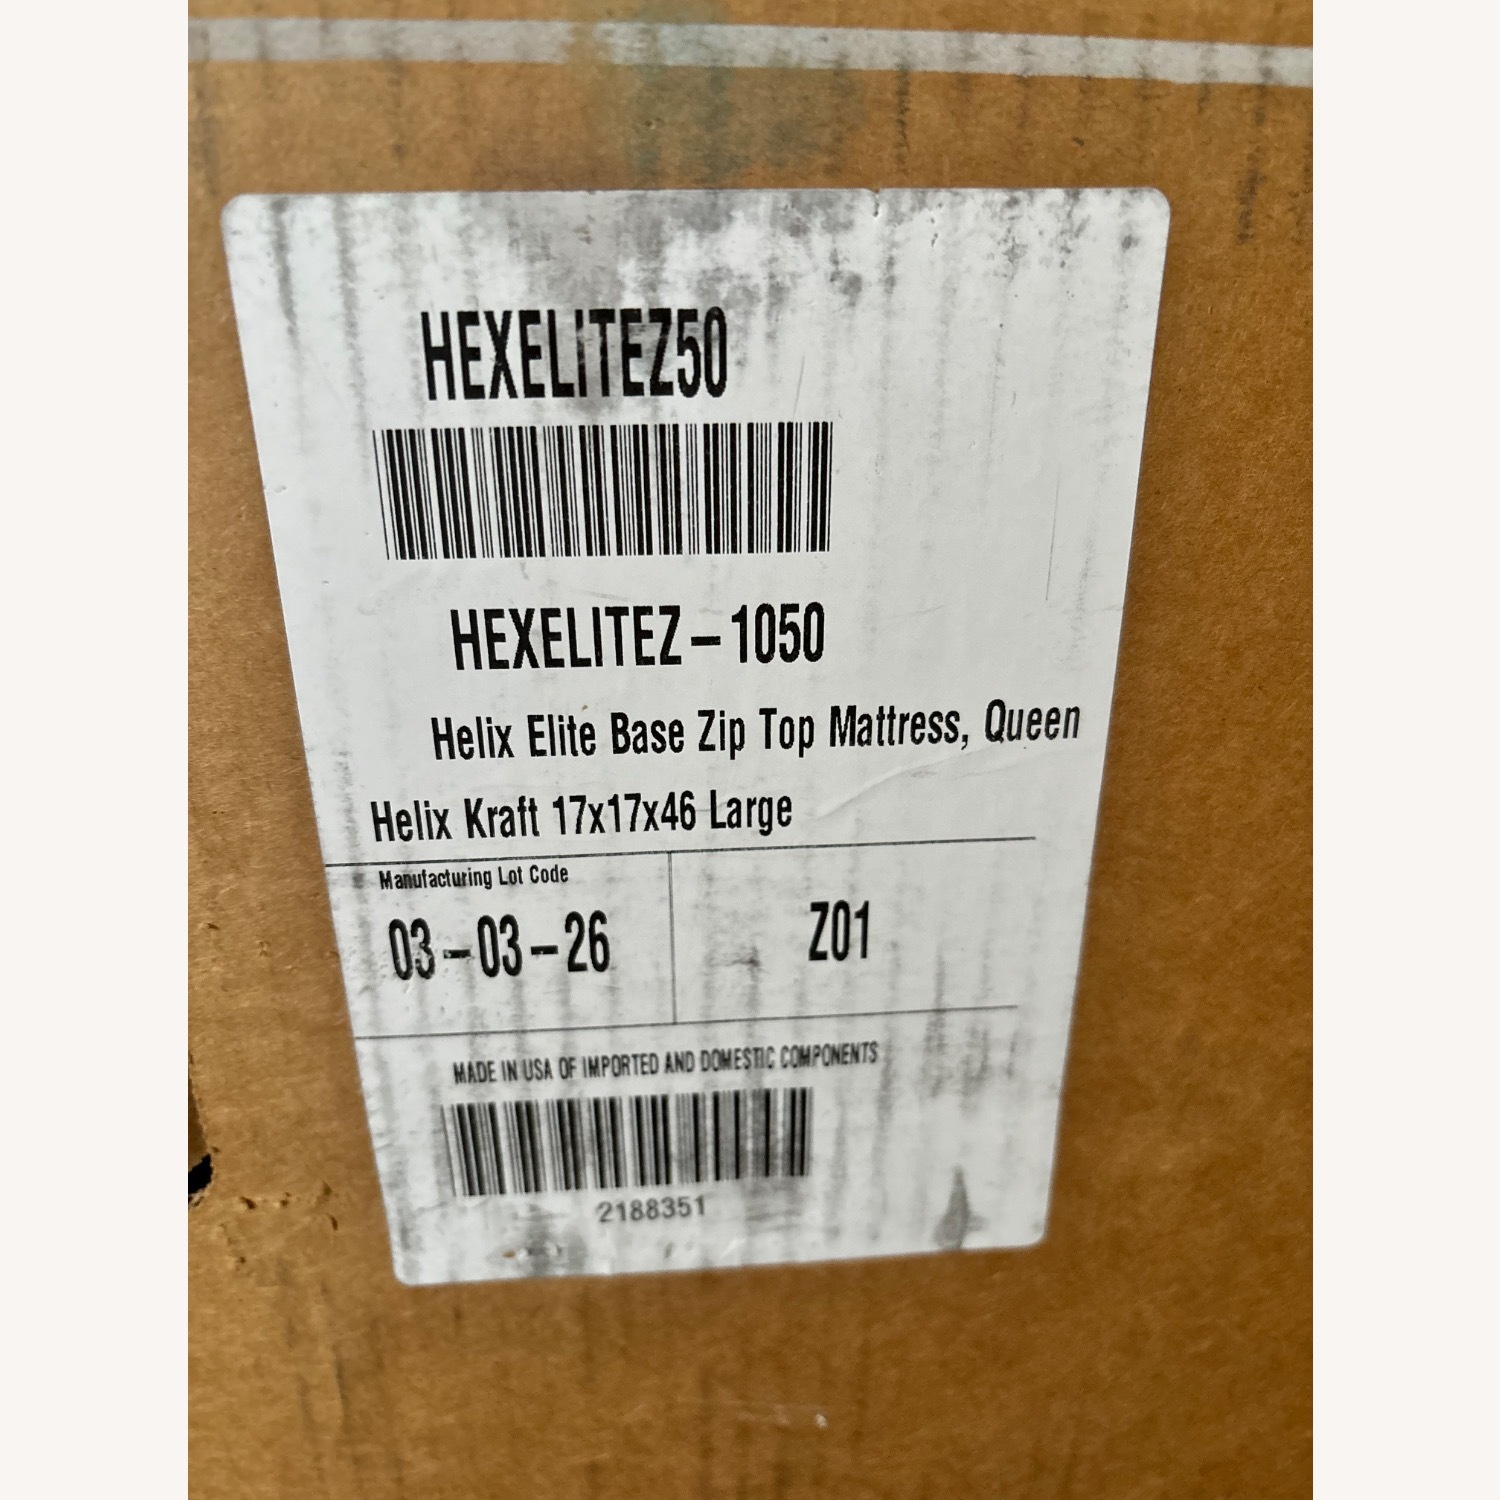 HEXELITEZ50
HEXELITEZ-1050
Helix Elite Base Zip Top Mattress, Queen
Helix Kraft 17x17x46 Large
Manufacturing Lot Code
03-03-26
Z01
MADE IN USA OF IMPORTED AND DOMESTIC COMPONENTS
2188351